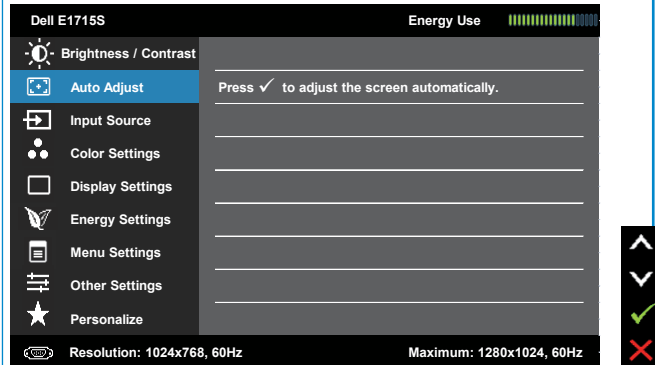 Dell E1715S Energy Use
Brightness / Contrast
Auto Adjust Press ✓ to adjust the screen automatically.
Input Source
Color Settings
Display Settings
Energy Settings
Menu Settings
Other Settings
Personalize
Resolution: 1024x768, 60Hz Maximum: 1280x1024, 60Hz